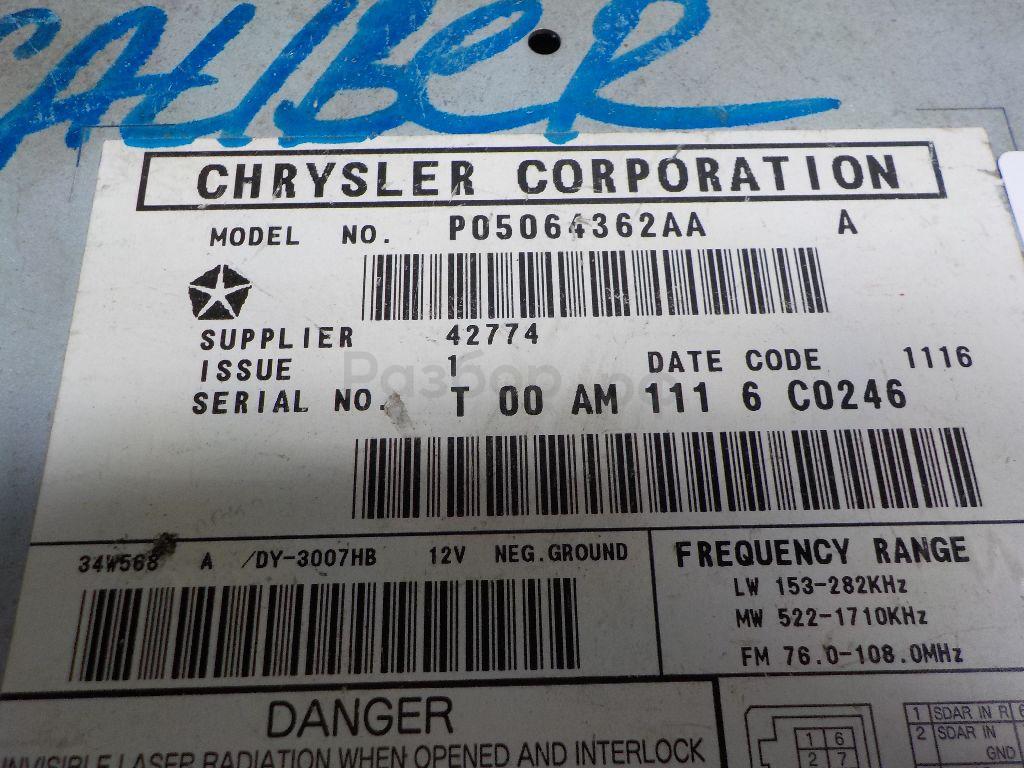 CALIBER
CHRYSLER CORPORATION
MODEL NO. P05064362AA A
SUPPLIER 42774
ISSUE 1 DATE CODE 1116
Разбор.рф
SERIAL NO. T 00 AM 111 6 C0246
34W568 A /DY-3007HB 12V NEG.GROUND
FREQUENCY RANGE
LW 153-282KHz
MW 522-1710KHz
FM 76.0-108.0MHz
DANGER
INVISIBLE LASER RADIATION WHEN OPENED AND INTERLOCK
1 6
2 7
1 SDAR IN R 6
2 SDAR IN
GND